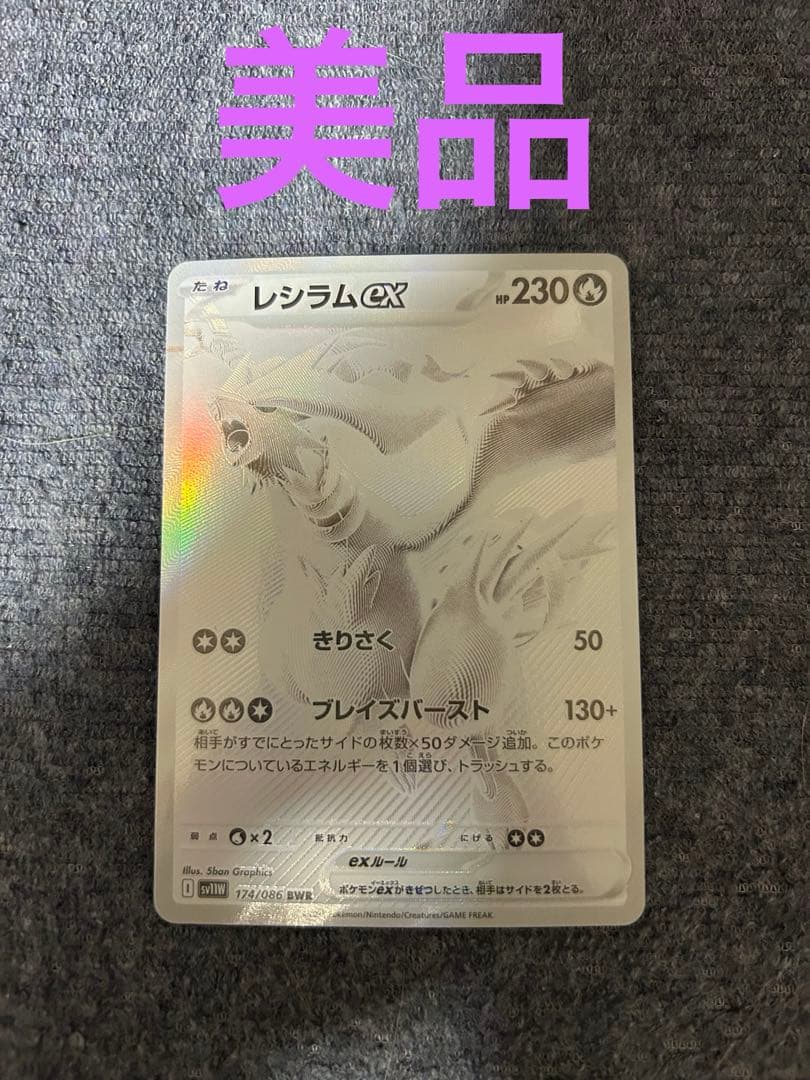 美品
たね レシラムex HP230
きりさく 50
ブレイズバースト 130+
相手がすでにとったサイドの枚数×50ダメージ追加。このポケ
モンについているエネルギーを1個選び、トラッシュする。
弱点 ×2 抵抗力 にげる
exルール
ポケモンexがきぜつしたとき、相手はサイドを2枚とる。
Illus. 5ban Graphics
I sv11W 174/086 BWR
Pokémon/Nintendo/Creatures/GAME FREAK.